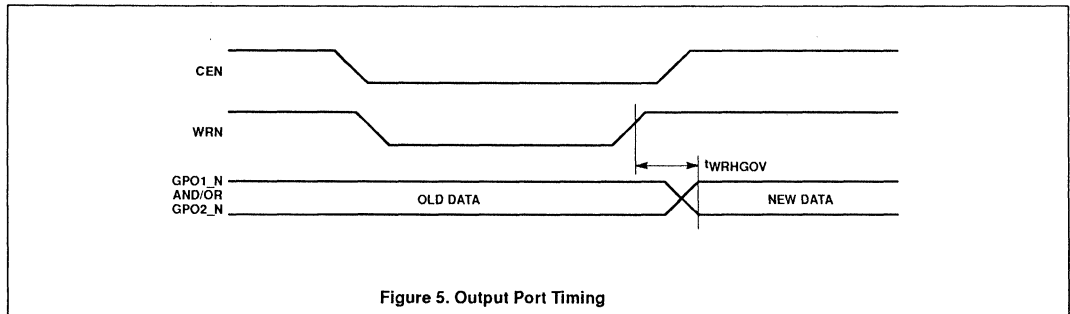 CEN
WRN
tWRHGOV
GPO1_N
AND/OR
GPO2_N
OLD DATA
NEW DATA
Figure 5. Output Port Timing